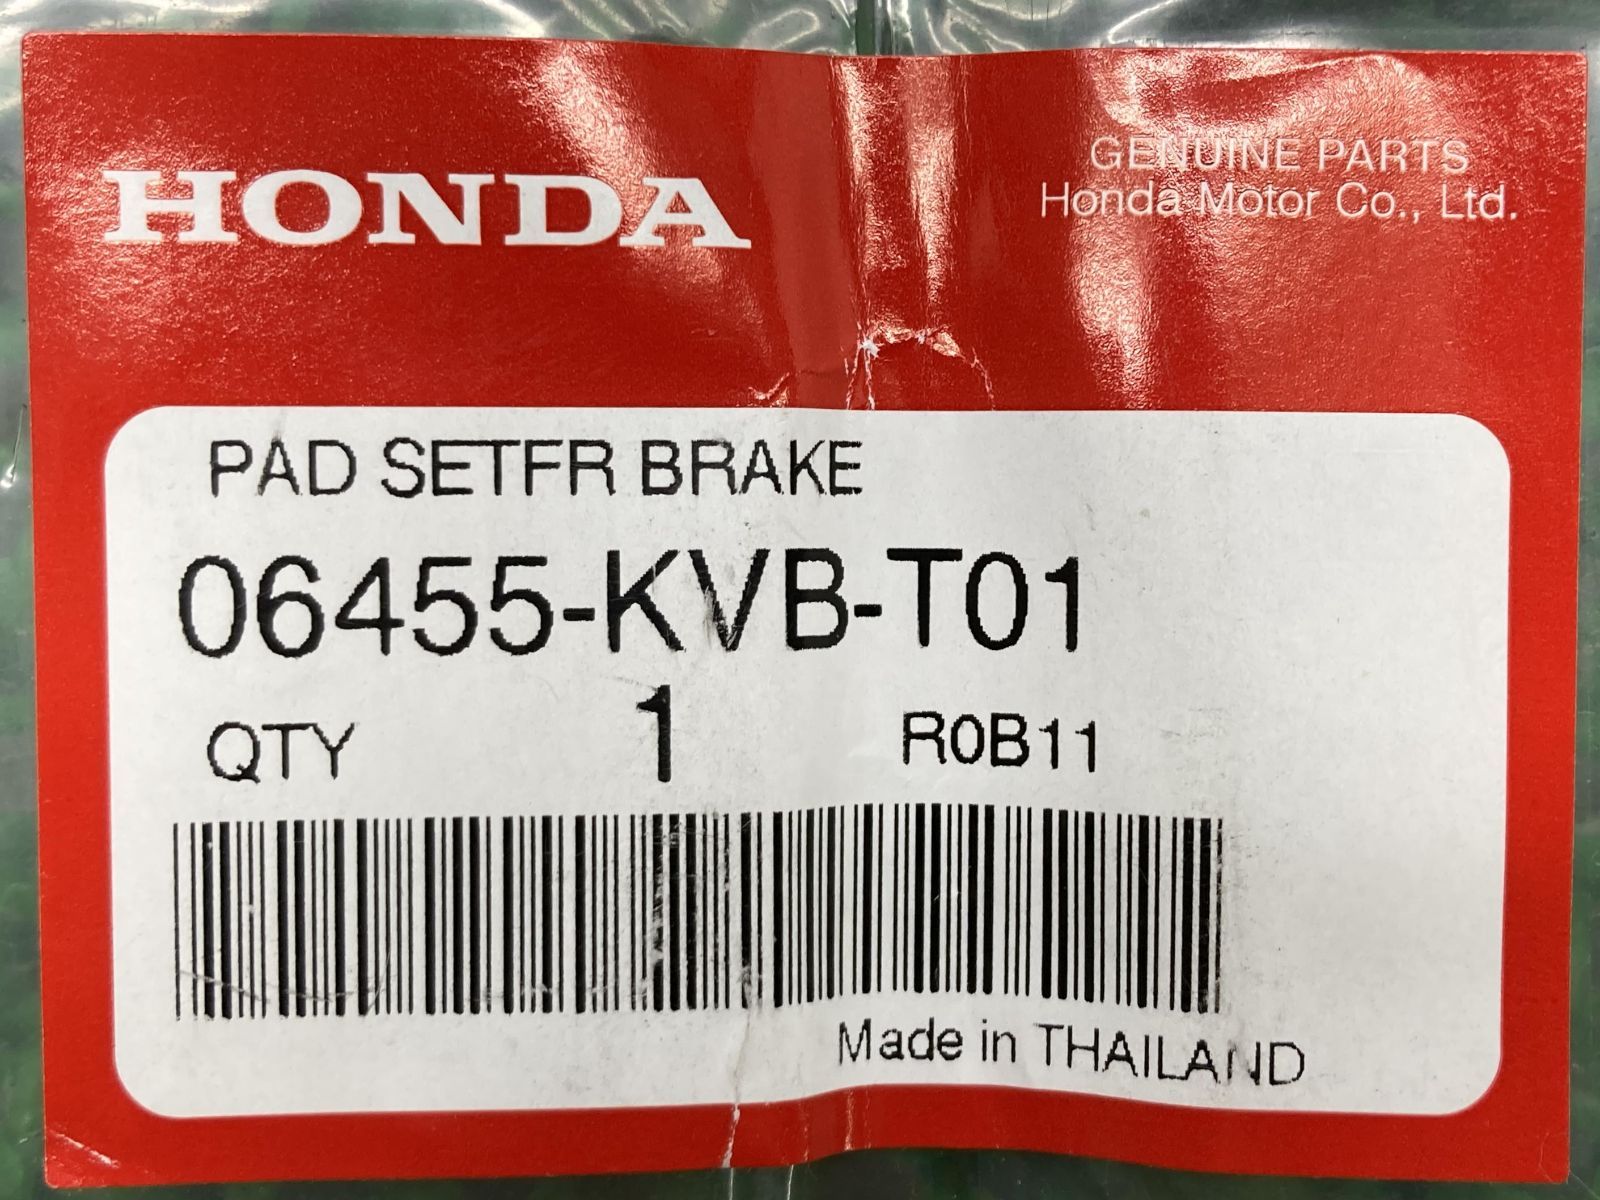 HONDA
GENUINE PARTS
Honda Motor Co., Ltd.
PAD SETFR BRAKE
06455-KVB-T01
QTY 1 R0B11
Made in THAILAND